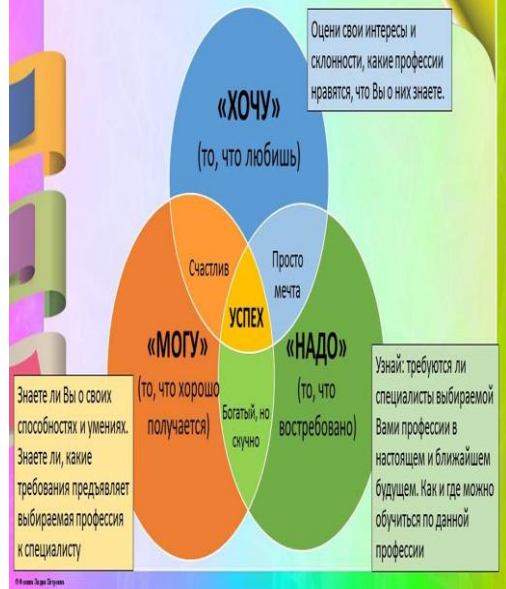 Оцени свои интересы и
склонности, какие профессии
нравятся, что Вы о них знаете.
«ХОЧУ»
(то, что любишь)
Счастлив
Просто
мечта
УСПЕХ
«МОГУ»
(то, что хорошо
получается)
«НАДО»
(то, что
востребовано)
Богатый, но
скучно
Знаете ли Вы о своих
способностях и умениях.
Знаете ли, какие
требования предъявляет
выбираемая профессия
к специалисту
Узнай: требуются ли
специалисты выбираемой
Вами профессии в
настоящем и ближайшем
будущем. Как и где можно
обучиться по данной
профессии